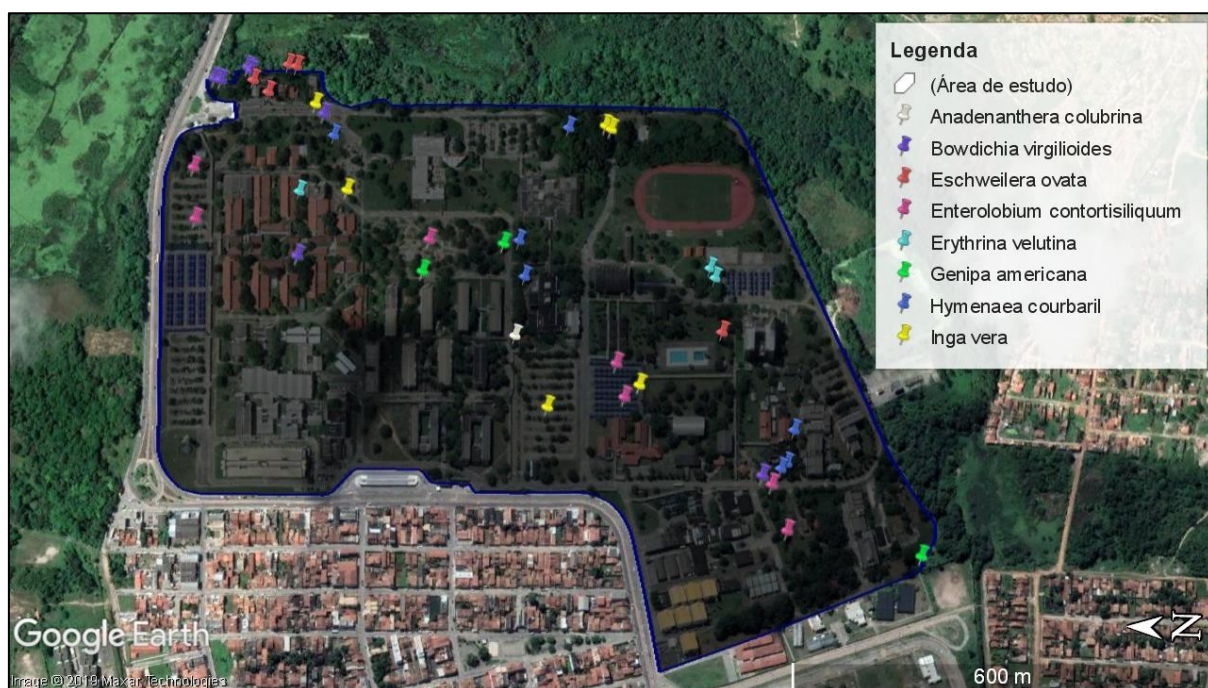 Legenda
(Área de estudo)
Anadenanthera colubrina
Bowdichia virgilioides
Eschweilera ovata
Enterolobium contortisiliquum
Erythrina velutina
Genipa americana
Hymenaea courbaril
Inga vera
N
Google Earth
600 m
Image © 2019 Maxar Technologies